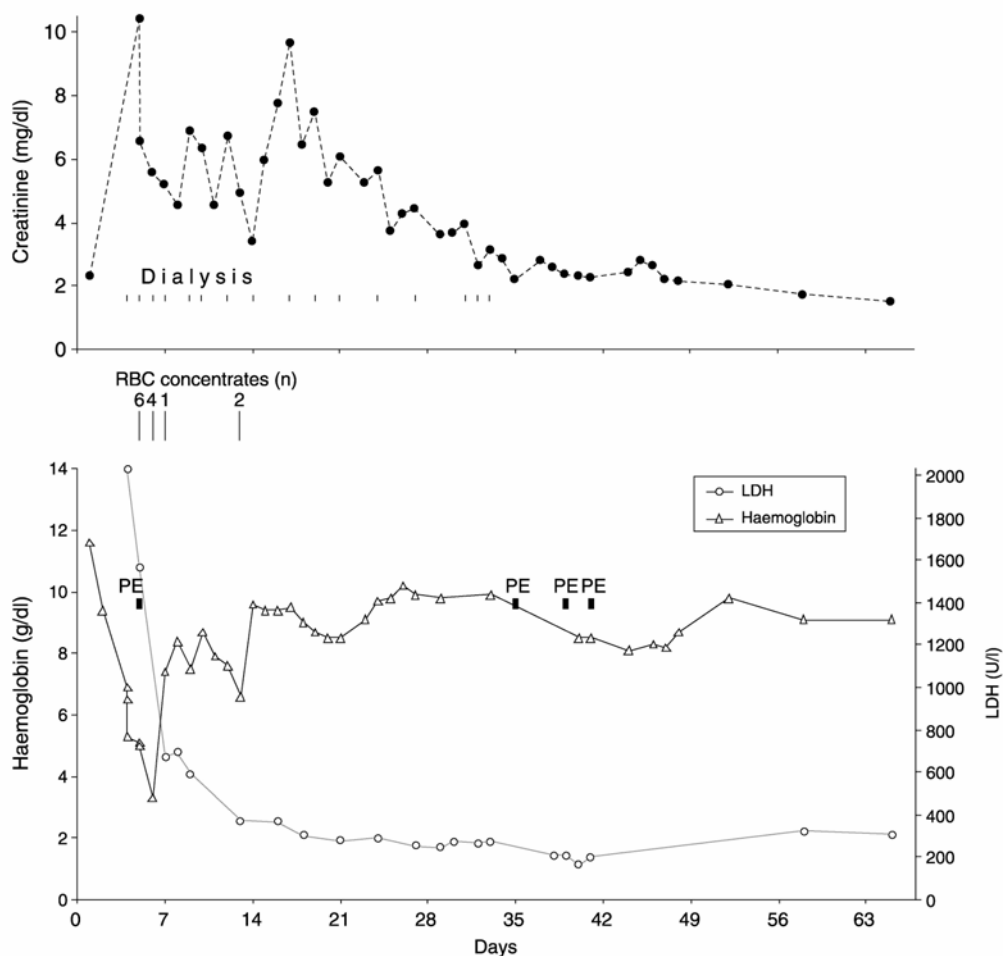 Creatinine (mg/dl)
10
8
6
4
2
0
Dialysis
RBC concentrates (n)
6 4 1 2
Haemoglobin (g/dl)
14
12
10
8
6
4
2
0
LDH
Haemoglobin
PE PE PE PE
2000
1800
1600
1400
1200
1000
800
600
400
200
0
LDH (U/l)
0 7 14 21 28 35 42 49 56 63
Days